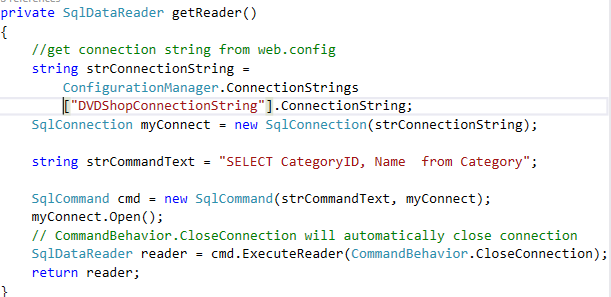 private SqlDataReader getReader()
{
    //get connection string from web.config
    string strConnectionString =
        ConfigurationManager.ConnectionStrings
        ["DVDShopConnectionString"].ConnectionString;
    SqlConnection myConnect = new SqlConnection(strConnectionString);

    string strCommandText = "SELECT CategoryID, Name  from Category";

    SqlCommand cmd = new SqlCommand(strCommandText, myConnect);
    myConnect.Open();
    // CommandBehavior.CloseConnection will automatically close connection
    SqlDataReader reader = cmd.ExecuteReader(CommandBehavior.CloseConnection);
    return reader;
}